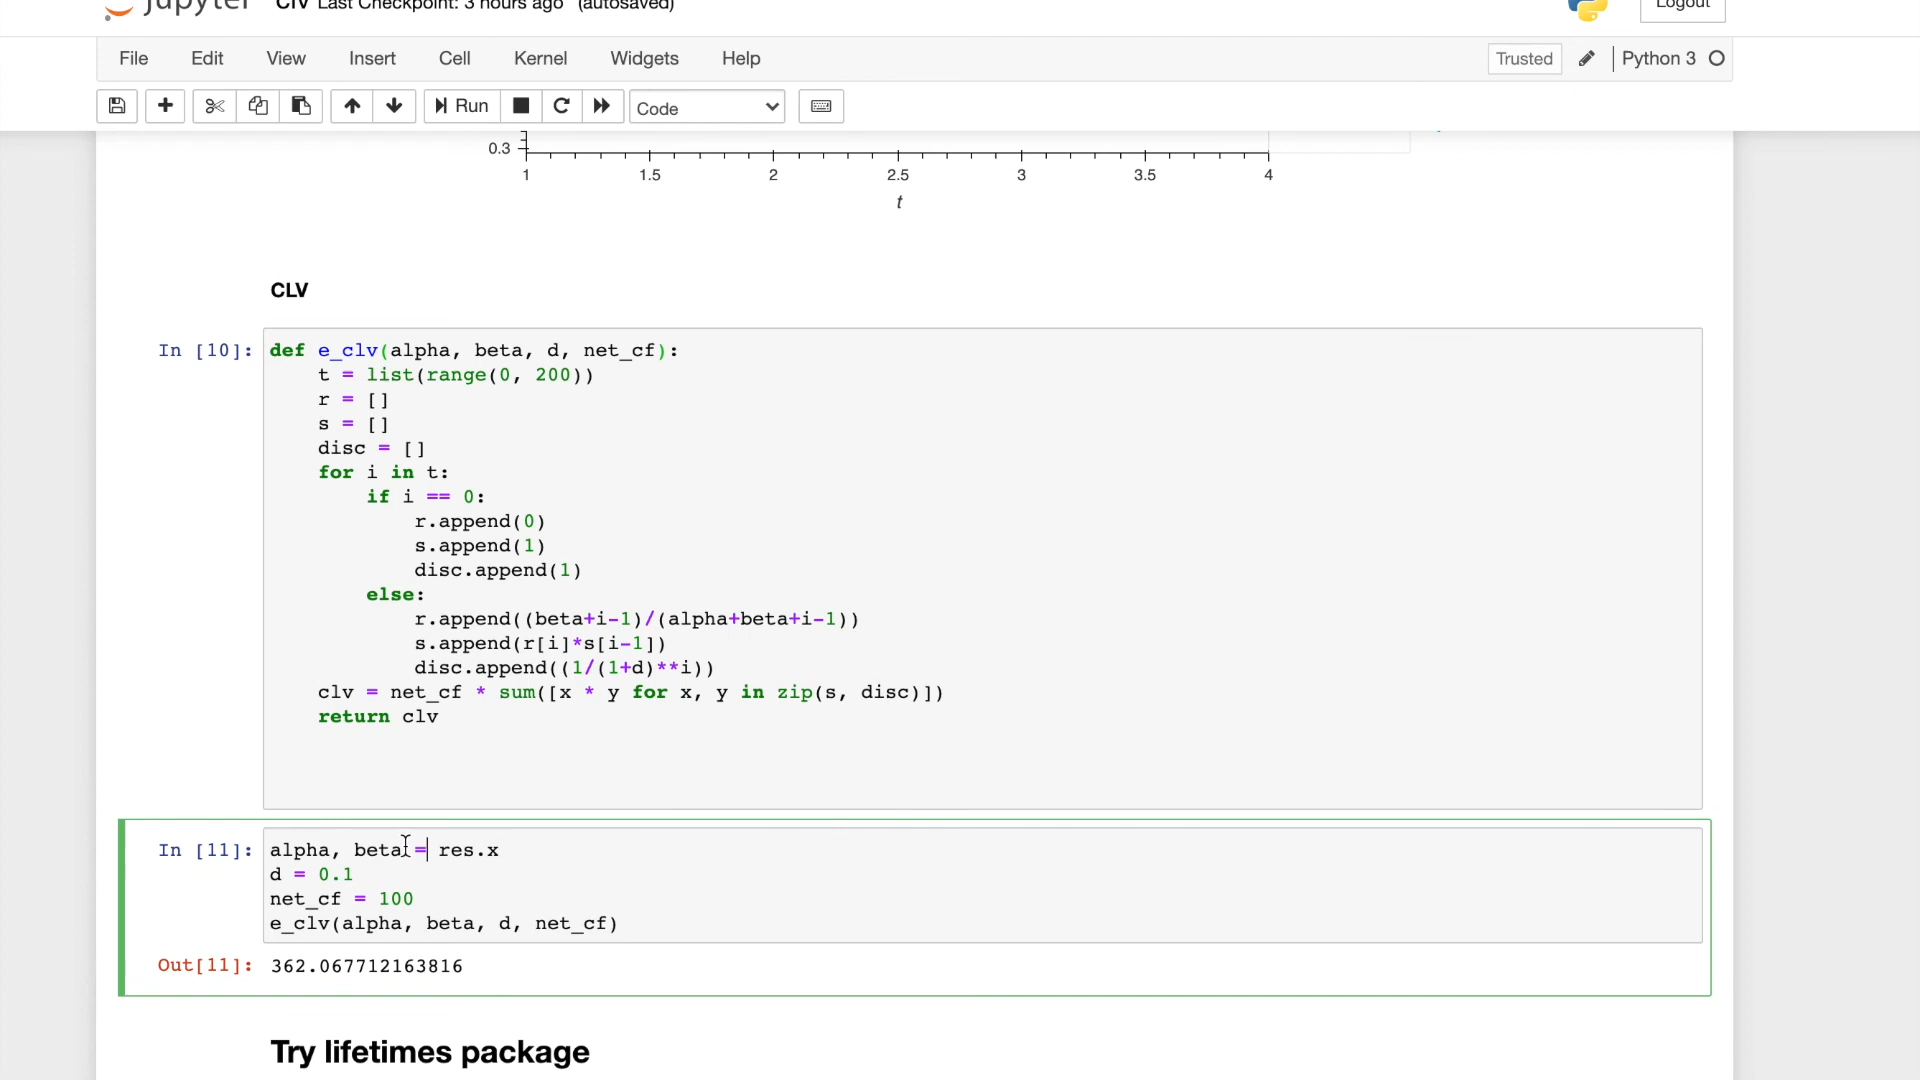 jupyter Clv Last Checkpoint: 3 hours ago (autosaved) Logout
File Edit View Insert Cell Kernel Widgets Help Trusted Python 3
Run Code
0.3
1 1.5 2 2.5 3 3.5 4
t
CLV
In [10]: def e_clv(alpha, beta, d, net_cf):
t = list(range(0, 200))
r = []
s = []
disc = []
for i in t:
if i == 0:
r.append(0)
s.append(1)
disc.append(1)
else:
r.append((beta+i-1)/(alpha+beta+i-1))
s.append(r[i]*s[i-1])
disc.append((1/(1+d)**i))
clv = net_cf * sum([x * y for x, y in zip(s, disc)])
return clv
In [11]: alpha, beta = res.x
d = 0.1
net_cf = 100
e_clv(alpha, beta, d, net_cf)
Out[11]: 362.067712163816
Try lifetimes package